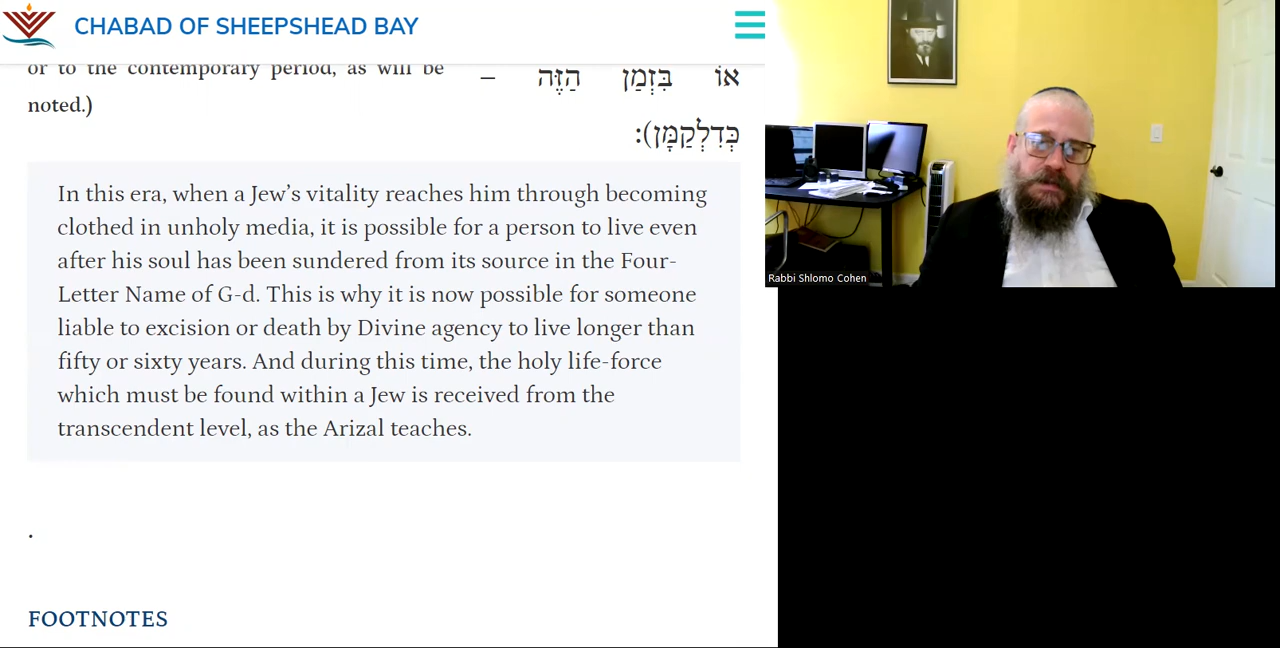 CHABAD OF SHEEPSHEAD BAY
or to the contemporary period, as will be
noted.)
אוֹ בִּזְמַן הַזֶּה –
כְּדִלְקַמָּן):
In this era, when a Jew’s vitality reaches him through becoming
clothed in unholy media, it is possible for a person to live even
after his soul has been sundered from its source in the Four-
Letter Name of G-d. This is why it is now possible for someone
liable to excision or death by Divine agency to live longer than
fifty or sixty years. And during this time, the holy life-force
which must be found within a Jew is received from the
transcendent level, as the Arizal teaches.
.
FOOTNOTES
Rabbi Shlomo Cohen